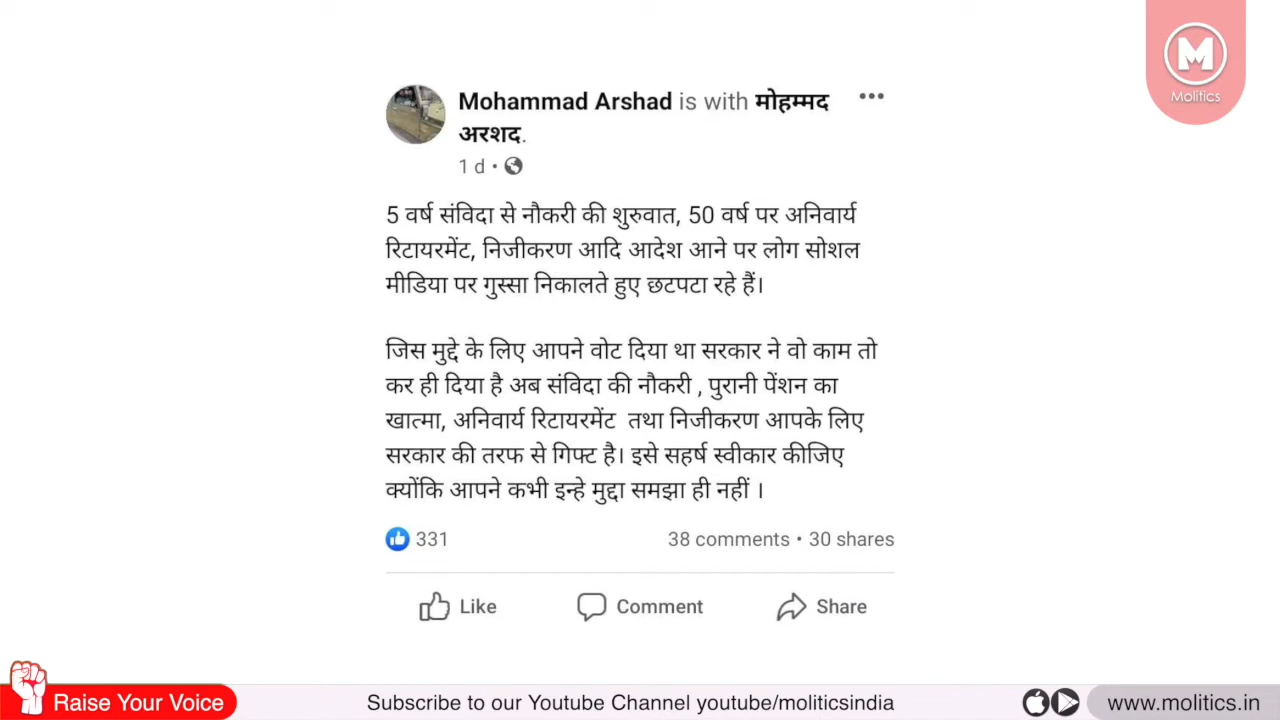 M
Molitics
Mohammad Arshad is with मोहम्मद
अरशद.
1 d •
5 वर्ष संविदा से नौकरी की शुरुवात, 50 वर्ष पर अनिवार्य
रिटायरमेंट, निजीकरण आदि आदेश आने पर लोग सोशल
मीडिया पर गुस्सा निकालते हुए छटपटा रहे हैं।
जिस मुद्दे के लिए आपने वोट दिया था सरकार ने वो काम तो
कर ही दिया है अब संविदा की नौकरी , पुरानी पेंशन का
खात्मा, अनिवार्य रिटायरमेंट तथा निजीकरण आपके लिए
सरकार की तरफ से गिफ्ट है। इसे सहर्ष स्वीकार कीजिए
क्योंकि आपने कभी इन्हे मुद्दा समझा ही नहीं ।
331 38 comments • 30 shares
Like Comment Share
Raise Your Voice Subscribe to our Youtube Channel youtube/moliticsindia www.molitics.in